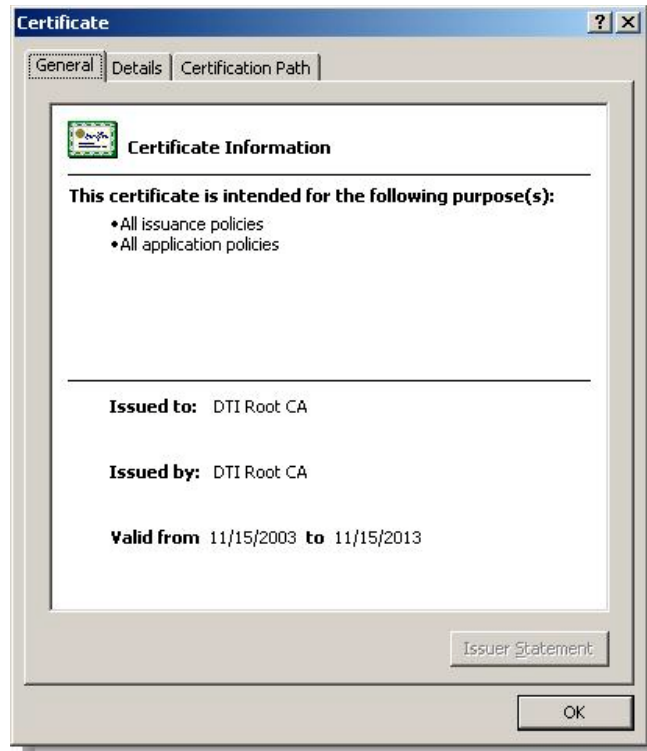 Certificate
General Details Certification Path
Certificate Information
This certificate is intended for the following purpose(s):
•All issuance policies
•All application policies
Issued to: DTI Root CA
Issued by: DTI Root CA
Valid from 11/15/2003 to 11/15/2013
Issuer Statement
OK